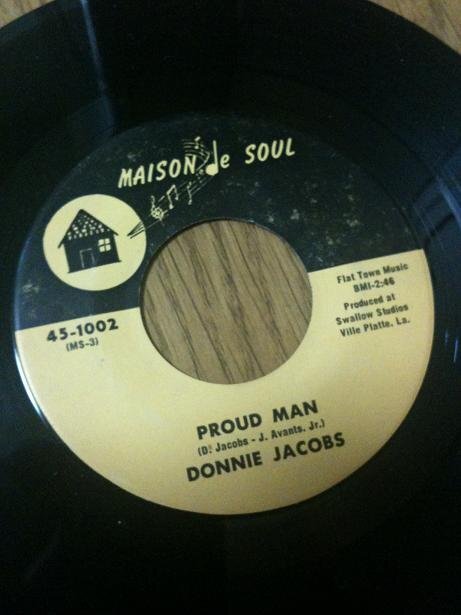 MAISON de SOUL
45-1002
(MS-3)
Flat Town Music
BMI-2:46
Produced at
Swallow Studios
Ville Platte, La.
PROUD MAN
(D. Jacobs - J. Avants, Jr.)
DONNIE JACOBS